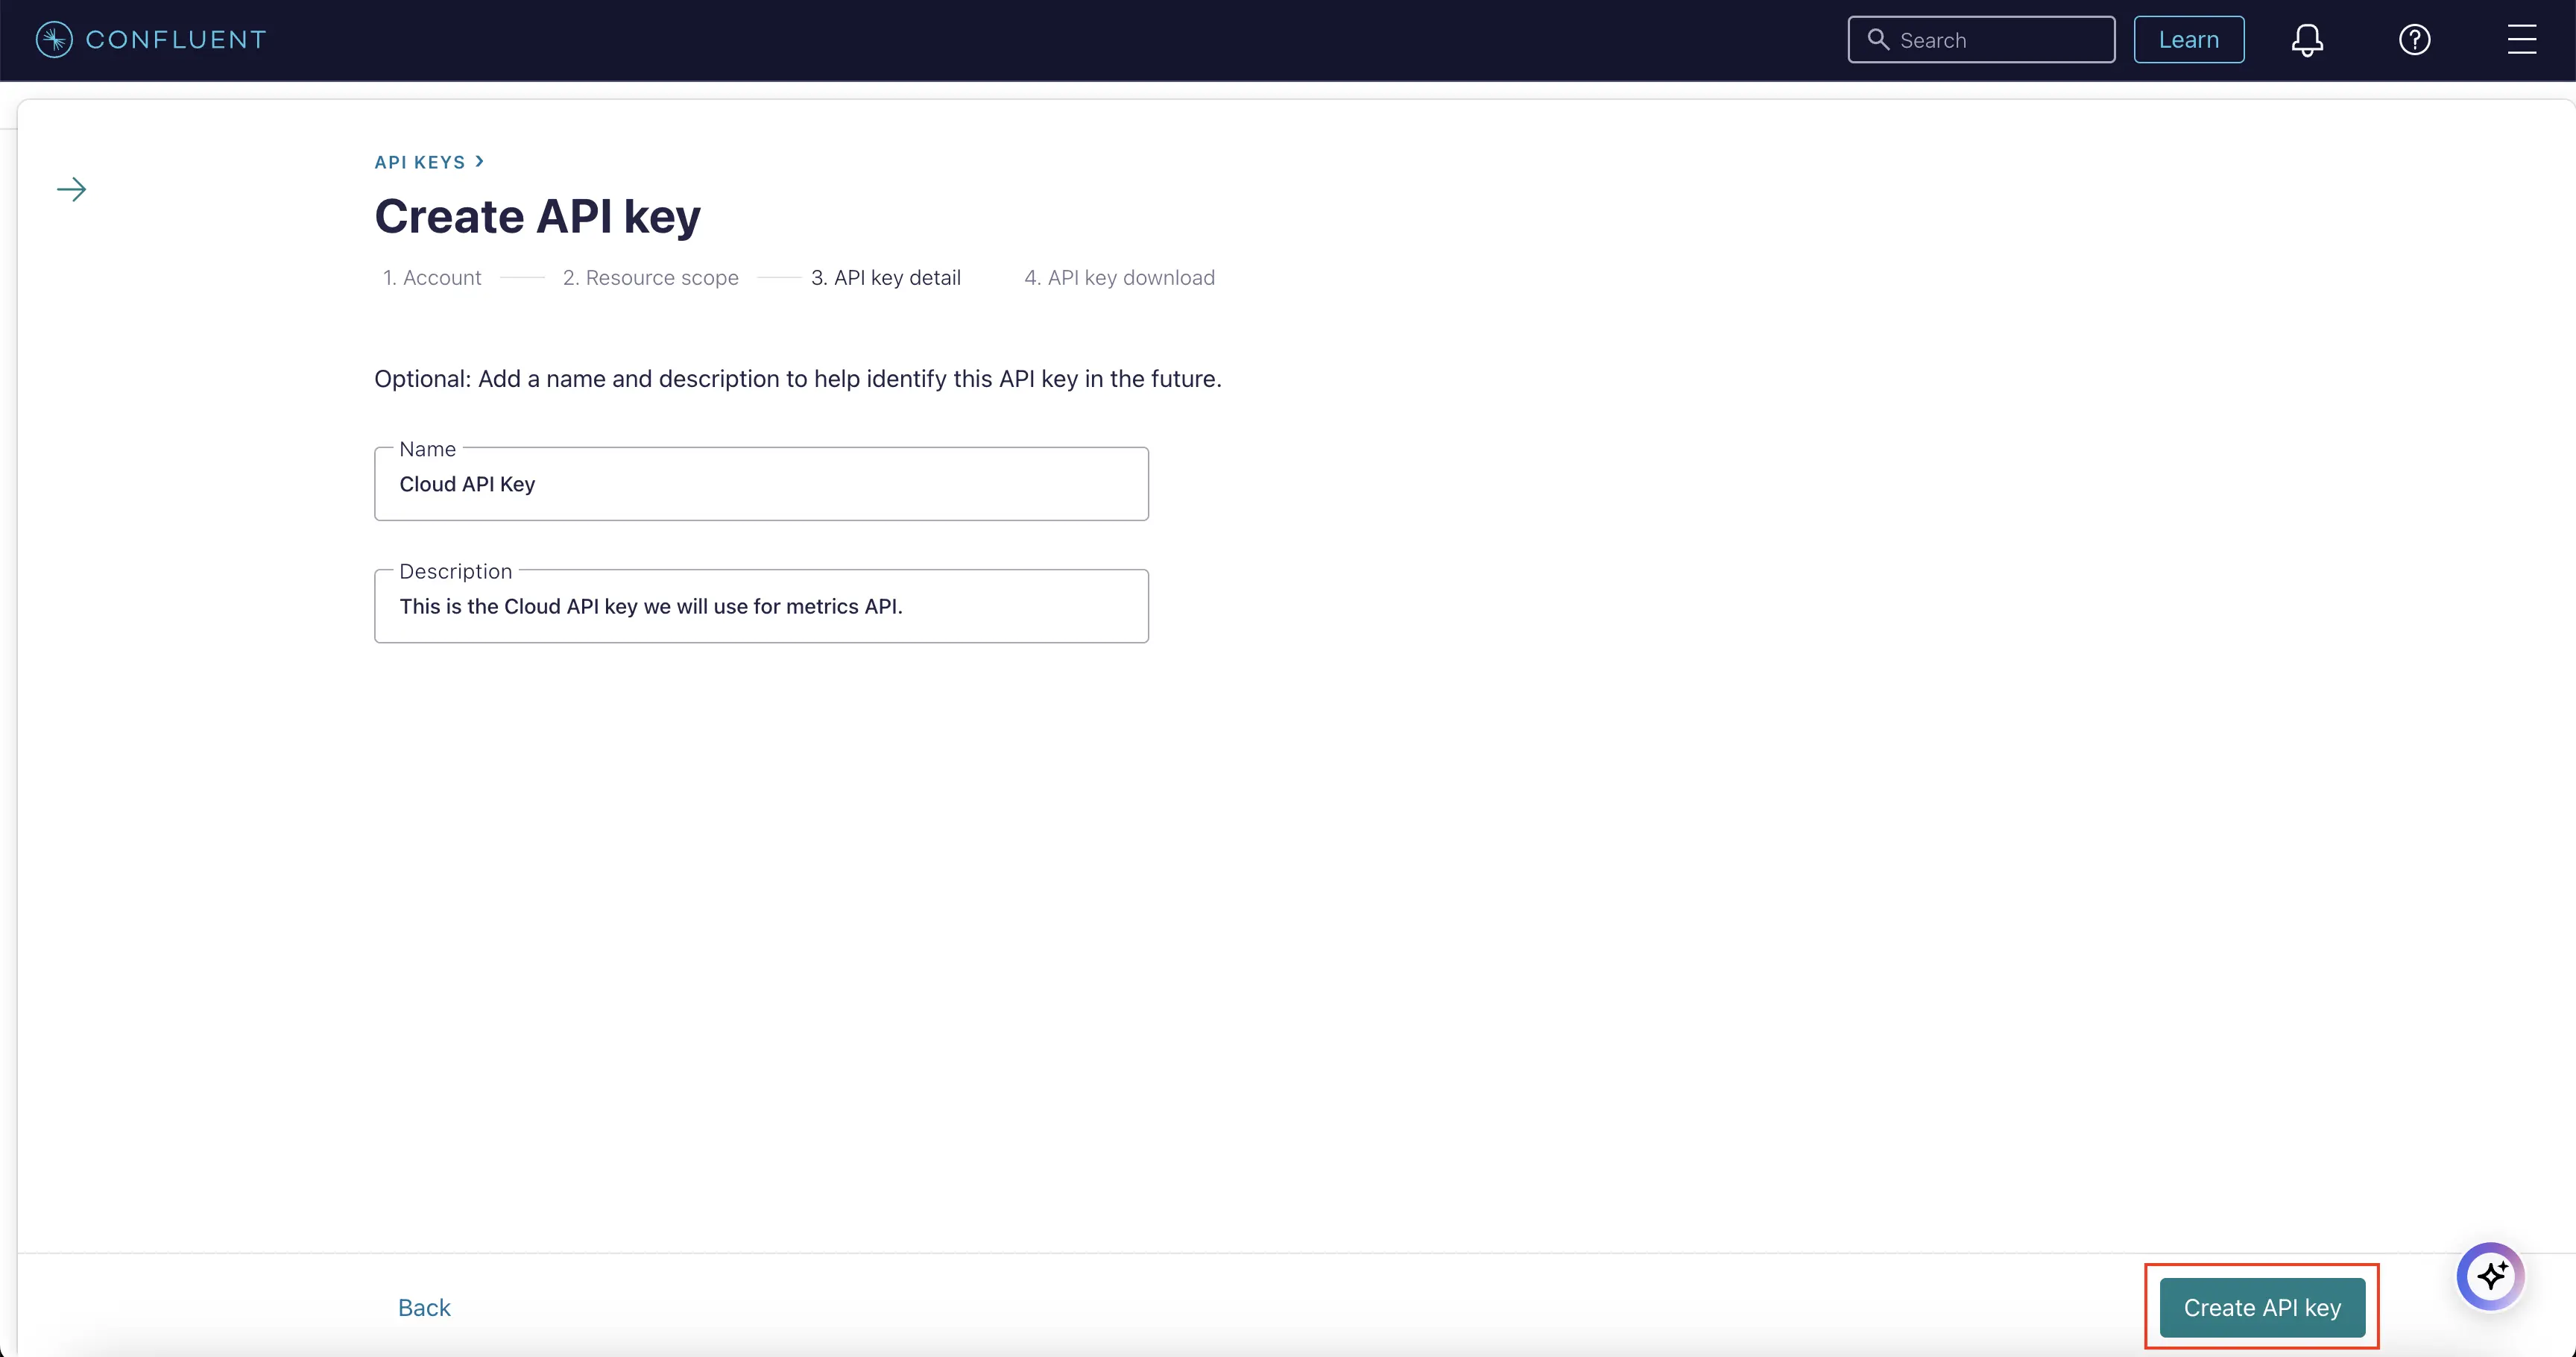 CONFLUENT
Search
Learn
API KEYS
Create API key
1. Account
2. Resource scope
3. API key detail
4. API key download
Optional: Add a name and description to help identify this API key in the future.
Name
Cloud API Key
Description
This is the Cloud API key we will use for metrics API.
Back
Create API key